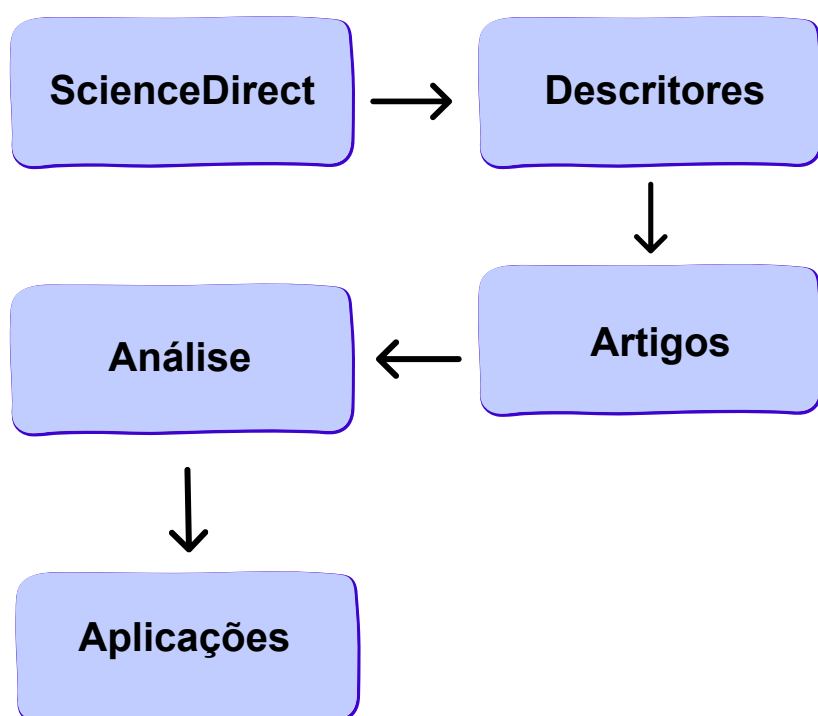 ScienceDirect
Descritores
Artigos
Análise
Aplicações